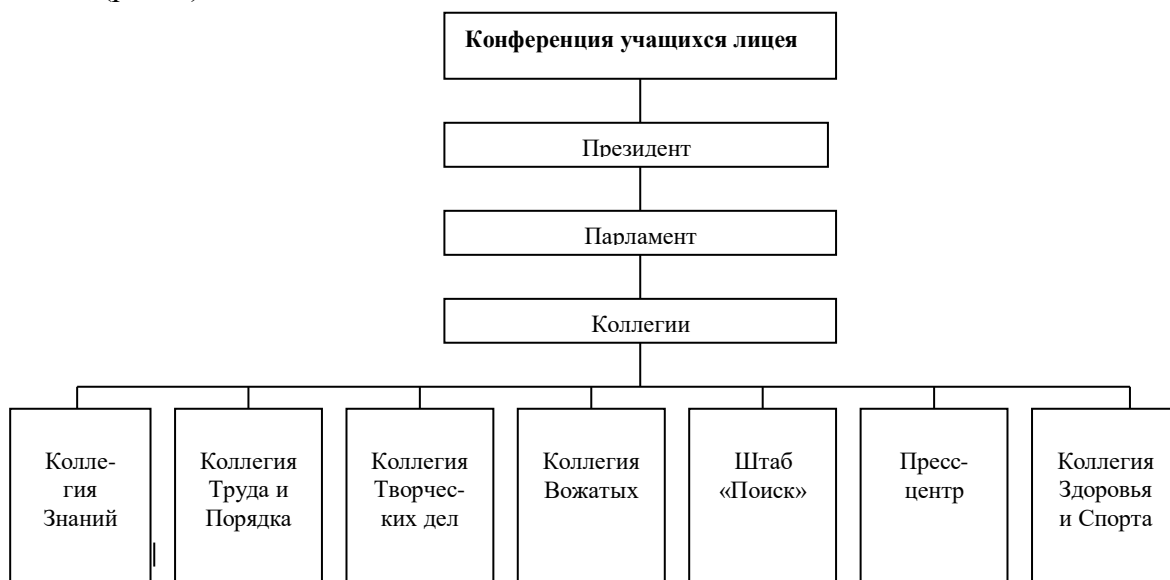 Конференция учащихся лицея
Президент
Парламент
Коллегии
Колле-
гия
Знаний
Коллегия
Труда и
Порядка
Коллегия
Творчес-
ких дел
Коллегия
Вожатых
Штаб
«Поиск»
Пресс-
центр
Коллегия
Здоровья
и Спорта